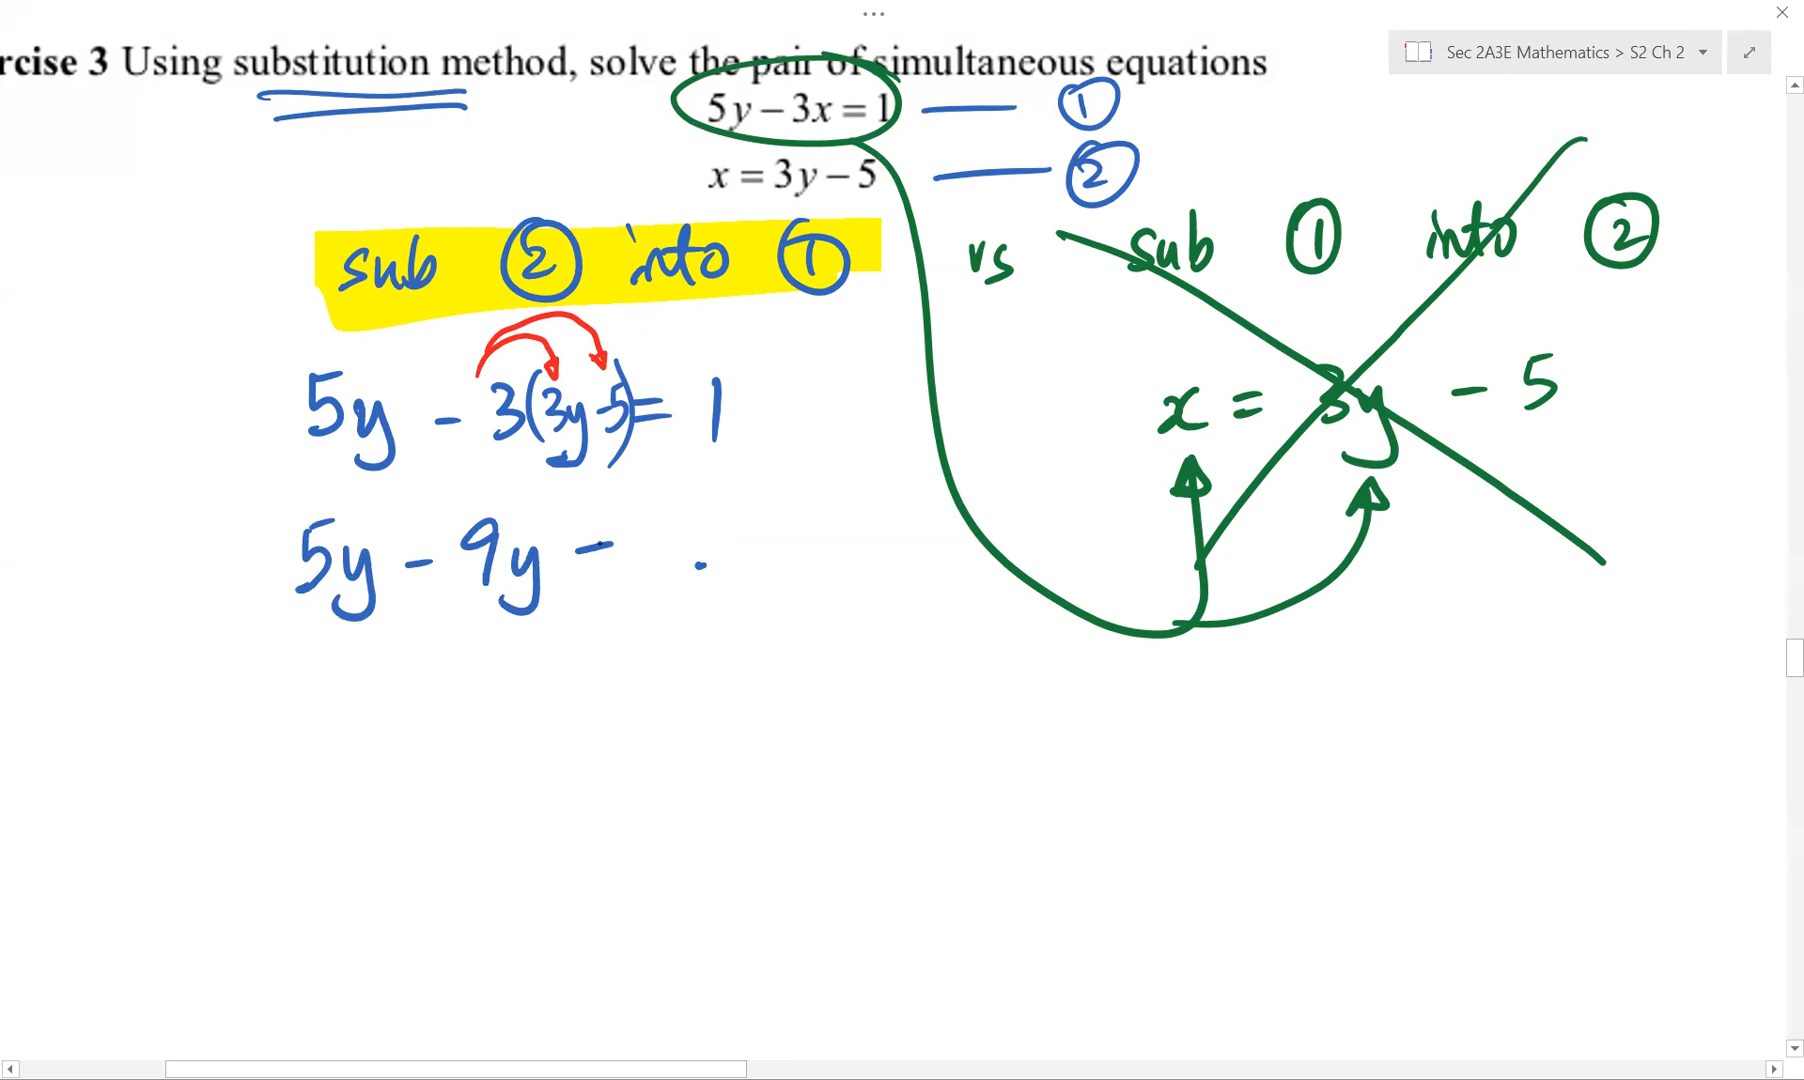 rcise 3 Using substitution method, solve the pair of simultaneous equations
Sec 2A3E Mathematics > S2 Ch 2
5y − 3x = 1 —— ①
x = 3y − 5 —— ②
sub ② into ① vs sub ① into ②
5y - 3(3y-5) = 1
x = 3y - 5
5y - 9y -